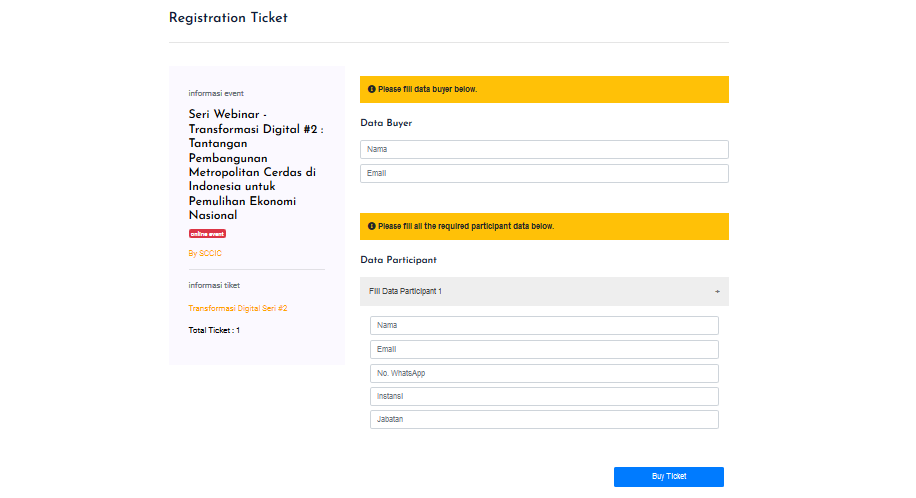 Registration Ticket
informasi event
Seri Webinar -
Transformasi Digital #2 :
Tantangan
Pembangunan
Metropolitan Cerdas di
Indonesia untuk
Pemulihan Ekonomi
Nasional
online event
By SCCIC
informasi tiket
Transformasi Digital Seri #2
Total Ticket : 1
Please fill data buyer below.
Data Buyer
Nama
Email
Please fill all the required participant data below.
Data Participant
Fill Data Participant 1
+
Nama
Email
No. WhatsApp
Instansi
Jabatan
Buy Ticket